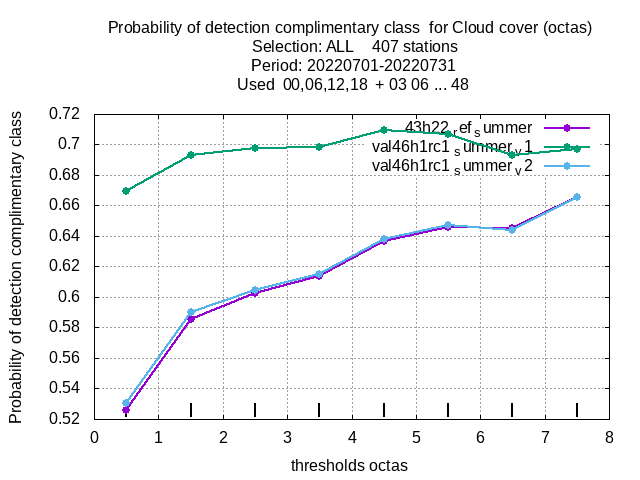 Probability of detection complimentary class  for Cloud cover (octas)
Selection: ALL    407 stations
Period: 20220701-20220731
Used  00,06,12,18  + 03 06 ... 48
Probability of detection complimentary class
0.72
0.7
0.68
0.66
0.64
0.62
0.6
0.58
0.56
0.54
0.52
43h22refsummer
val46h1rc1summerv1
val46h1rc1summerv2
0 1 2 3 4 5 6 7 8
thresholds octas